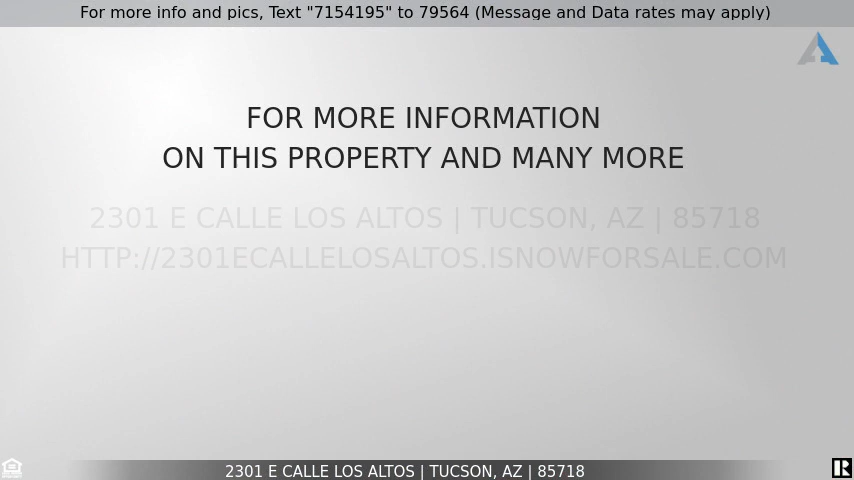 For more info and pics, Text "7154195" to 79564 (Message and Data rates may apply)
FOR MORE INFORMATION
ON THIS PROPERTY AND MANY MORE
2301 E CALLE LOS ALTOS | TUCSON, AZ | 85718
HTTP://2301ECALLELOSALTOS.ISNOWFORSALE.COM
2301 E CALLE LOS ALTOS | TUCSON, AZ | 85718